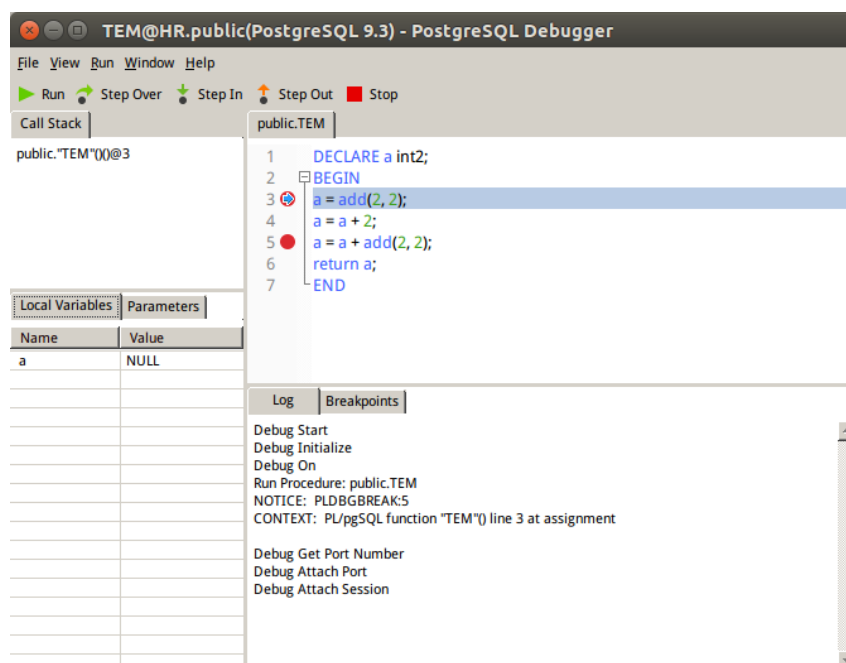 TEM@HR.public(PostgreSQL 9.3) - PostgreSQL Debugger
File View Run Window Help
Run Step Over Step In Step Out Stop
Call Stack
public."TEM"()()@3
public.TEM
1 DECLARE a int2;
2 BEGIN
3 a = add(2, 2);
4 a = a + 2;
5 a = a + add(2, 2);
6 return a;
7 END
Local Variables Parameters
Name Value
a NULL
Log Breakpoints
Debug Start
Debug Initialize
Debug On
Run Procedure: public.TEM
NOTICE: PLDBGBREAK:5
CONTEXT: PL/pgSQL function "TEM"() line 3 at assignment
Debug Get Port Number
Debug Attach Port
Debug Attach Session